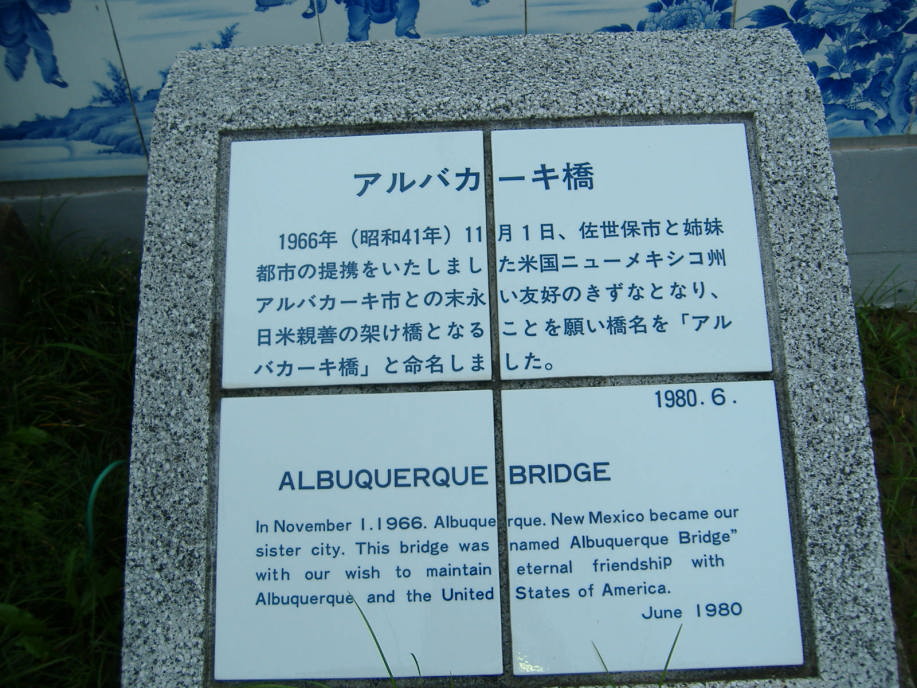 アルバカーキ橋
1966年（昭和41年）11月1日、佐世保市と姉妹
都市の提携をいたしました米国ニューメキシコ州
アルバカーキ市との末永い友好のきずなとなり、
日米親善の架け橋となることを願い橋名を「アル
バカーキ橋」と命名しました。
1980.6.
ALBUQUERQUE BRIDGE
In November 1.1966. Albuquerque. New Mexico became our
sister city. This bridge was named Albuquerque Bridge”
with our wish to maintain eternal friendship with
Albuquerque and the United States of America.
June 1980